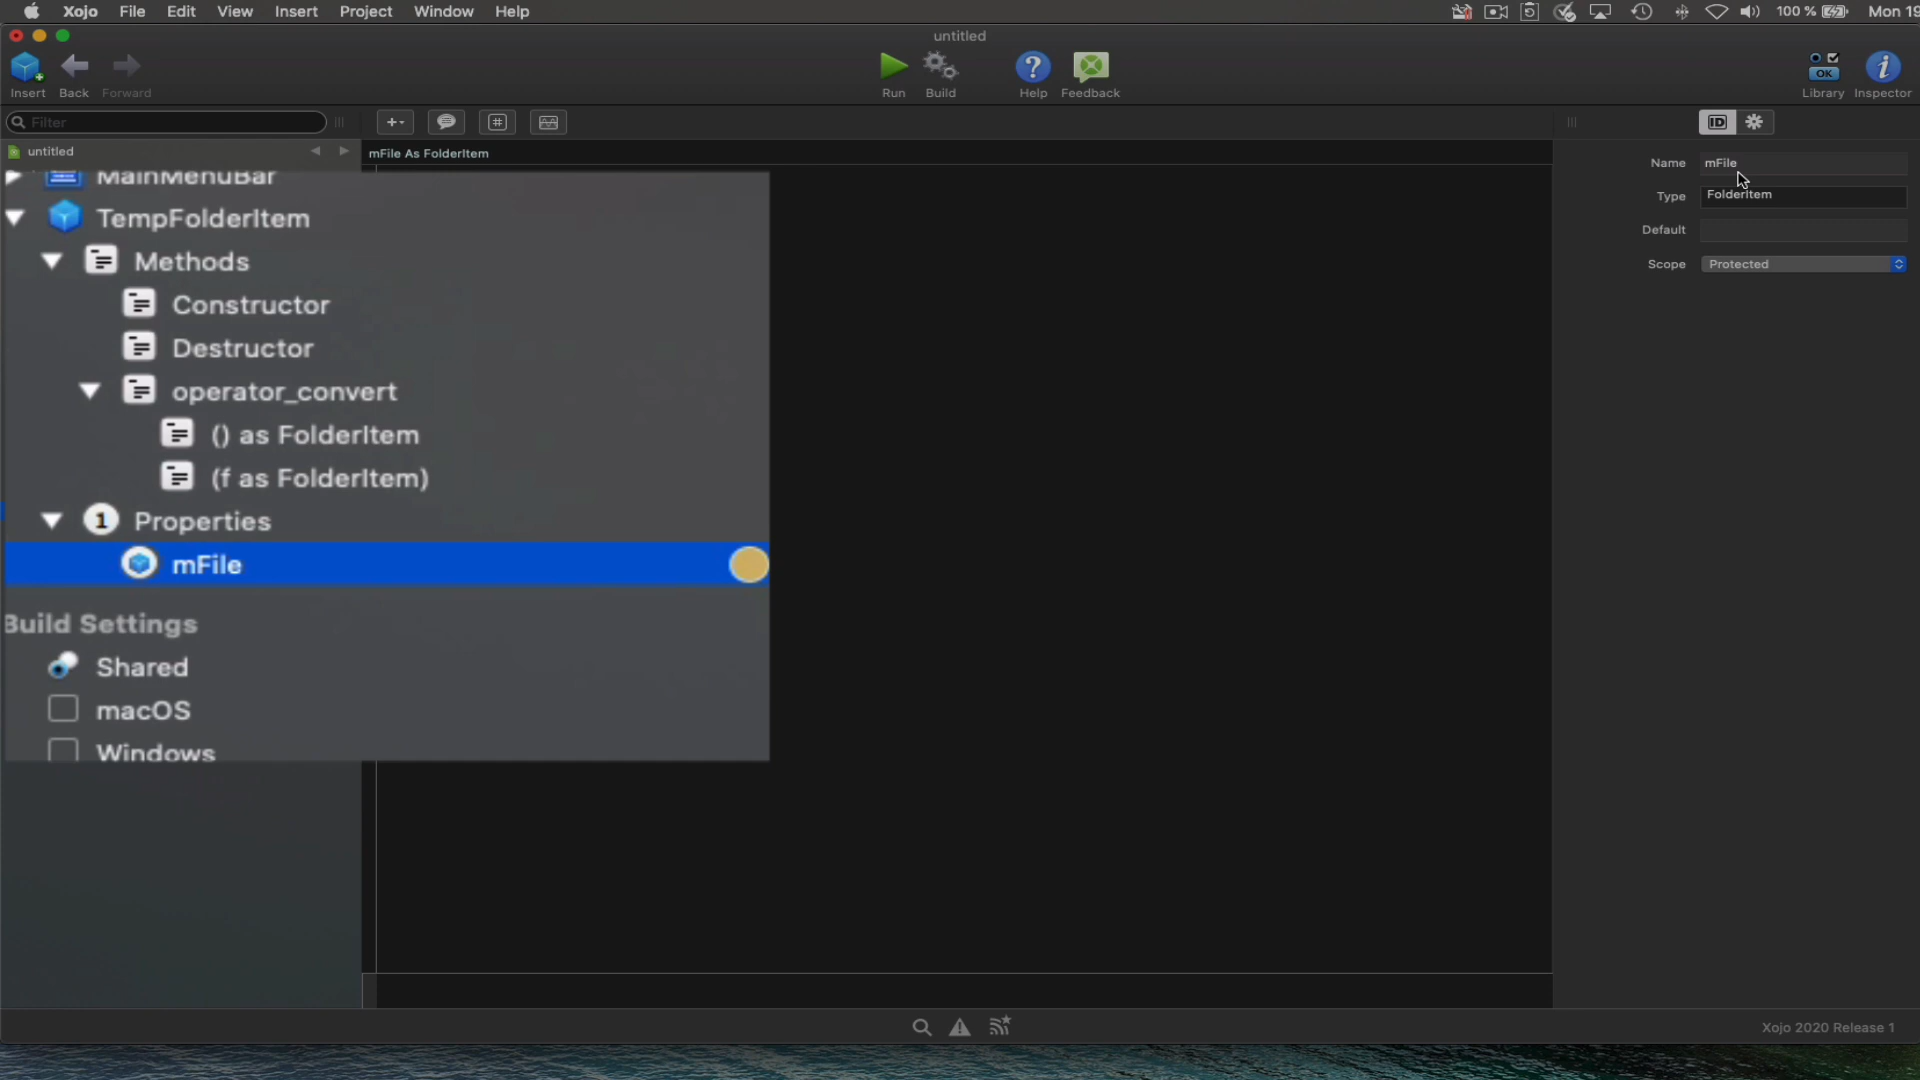 Xojo File Edit View Insert Project Window Help 100 % Mon 19
untitled
Insert Back Forward Run Build Help Feedback OK Library Inspector
Filter ID
untitled mFile As FolderItem
MainMenuBar
TempFolderItem
Methods
Constructor
Destructor
operator_convert
() as FolderItem
(f as FolderItem)
1 Properties
mFile
Build Settings
Shared
macOS
Windows
Name mFile
Type FolderItem
Default
Scope Protected
Xojo 2020 Release 1